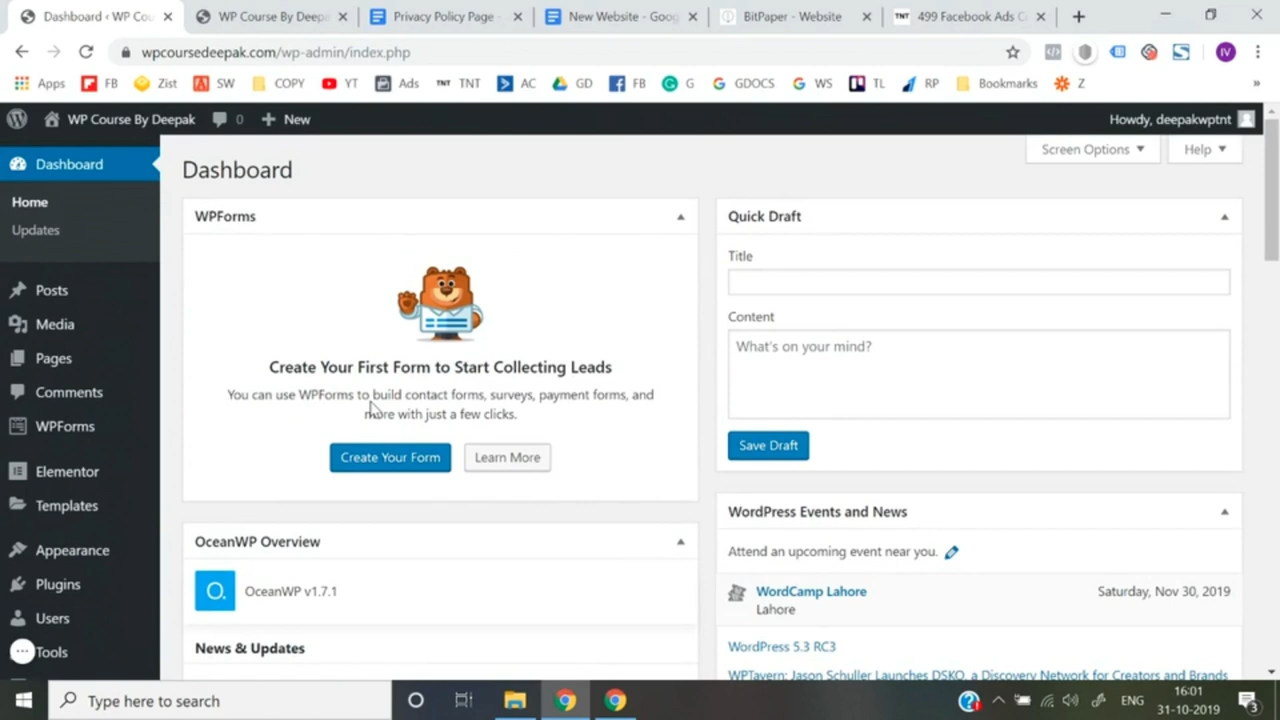 Dashboard ‹ WP Cou
WP Course By Deepa
Privacy Policy Page -
New Website - Goog
BitPaper - Website
TNT 499 Facebook Ads C
wpcoursedeepak.com/wp-admin/index.php
IV
Apps FB Zist SW COPY YT Ads TNT TNT AC GD FB G GDOCS WS TL RP Bookmarks Z »
WP Course By Deepak 0 New
Howdy, deepakwptnt
Dashboard
Home
Updates
Posts
Media
Pages
Comments
WPForms
Elementor
Templates
Appearance
Plugins
Users
Tools
Screen Options
Help
Dashboard
WPForms
Create Your First Form to Start Collecting Leads
You can use WPForms to build contact forms, surveys, payment forms, and
more with just a few clicks.
Create Your Form
Learn More
OceanWP Overview
O.
OceanWP v1.7.1
News & Updates
Quick Draft
Title
Content
What's on your mind?
Save Draft
WordPress Events and News
Attend an upcoming event near you.
WordCamp Lahore
Saturday, Nov 30, 2019
Lahore
WordPress 5.3 RC3
WPTavern: Jason Schuller Launches DSKO, a Discovery Network for Creators and Brands
Type here to search
ENG
16:01
31-10-2019
3